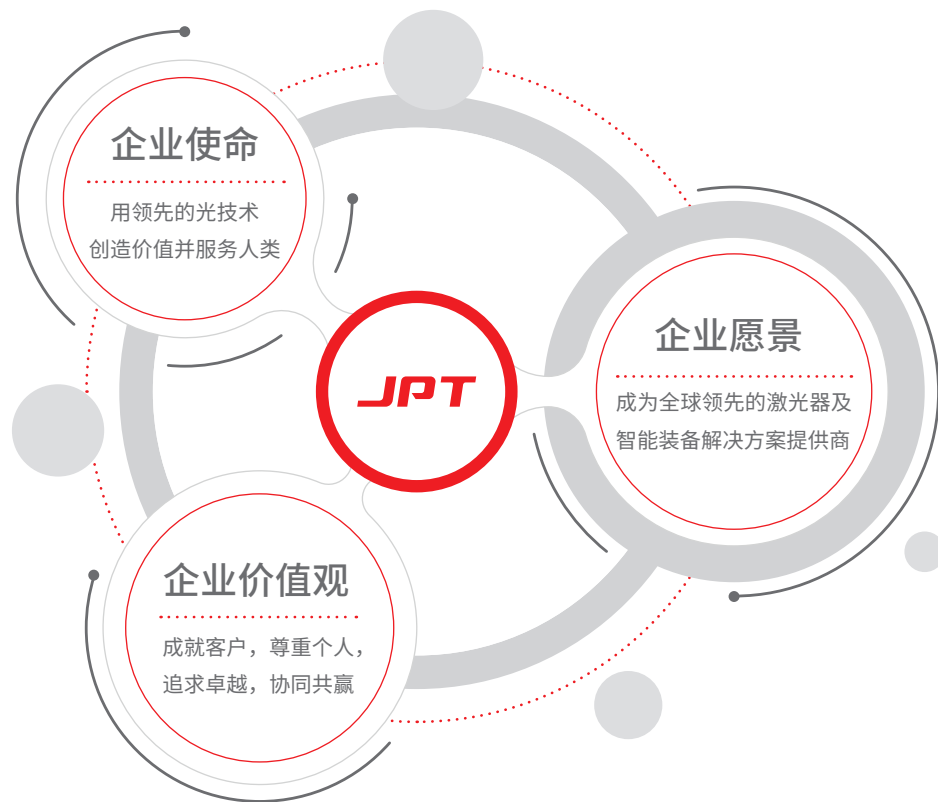 企业使命
用领先的光技术
创造价值并服务人类
企业愿景
成为全球领先的激光器及
智能装备解决方案提供商
JPT
企业价值观
成就客户，尊重个人，
追求卓越，协同共赢